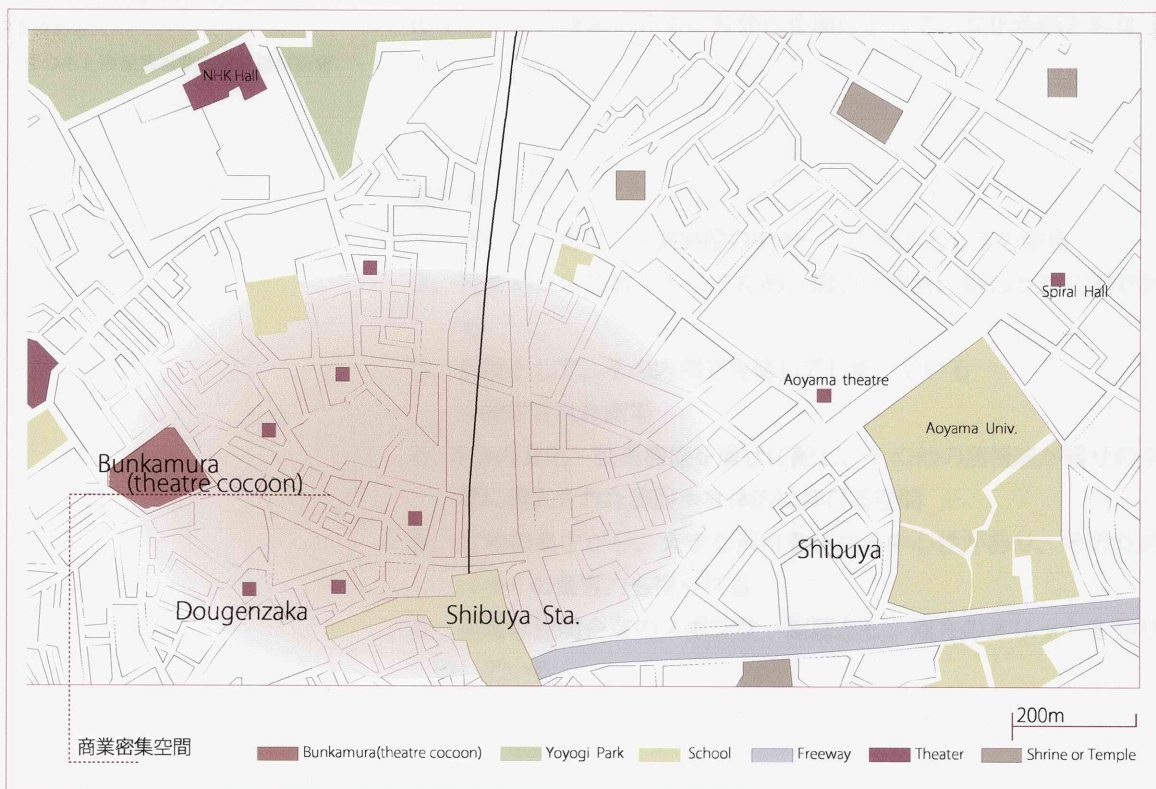 NHK Hall
Spiral Hall
Aoyama theatre
Aoyama Univ.
Bunkamura
(theatre cocoon)
Shibuya
Dougenzaka
Shibuya Sta.
200m
商業密集空間
Bunkamura(theatre cocoon)
Yoyogi Park
School
Freeway
Theater
Shrine or Temple